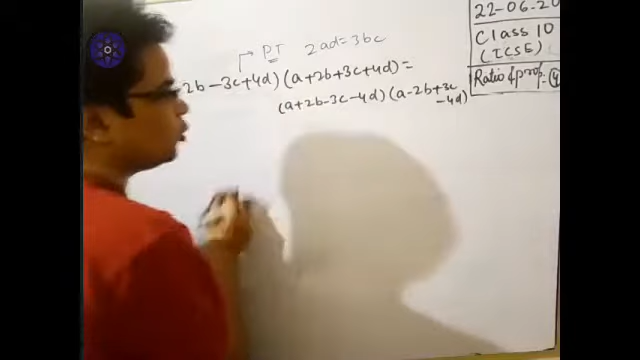 22-06-20
Class 10
(ICSE)
Ratio & prop.
PT 2ad=3bc
2b-3c+4d)(a+2b+3c+4d)=
(a+2b-3c-4d)(a-2b+3c
-4d)